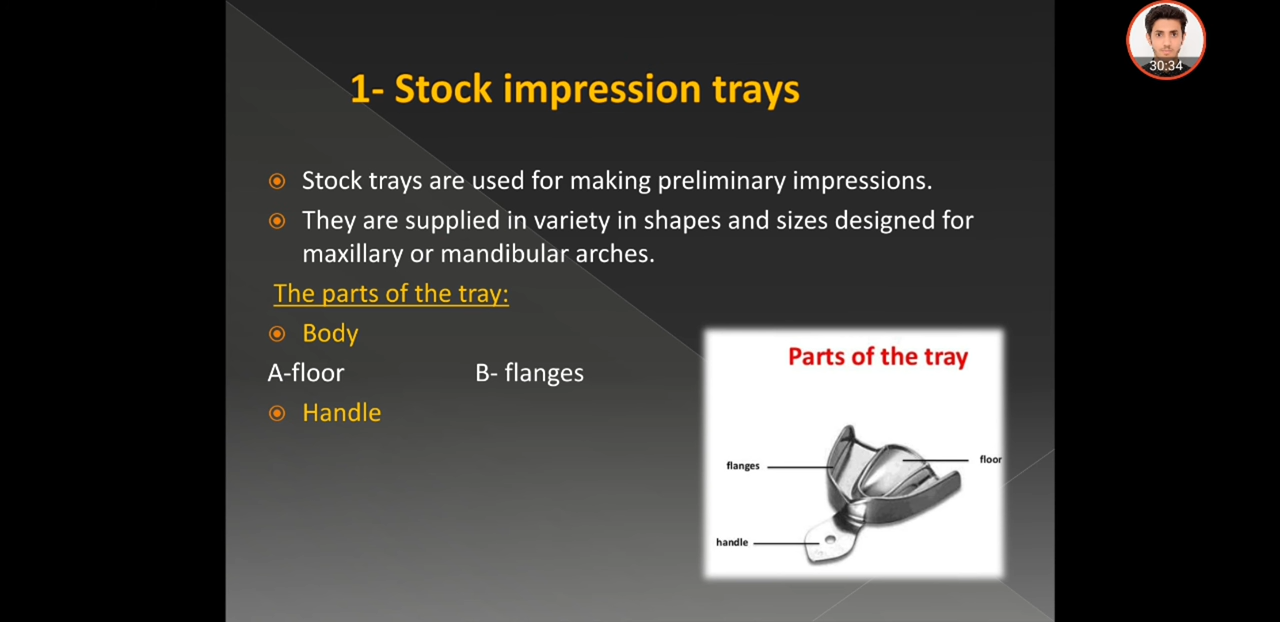 1- Stock impression trays
Stock trays are used for making preliminary impressions.
They are supplied in variety in shapes and sizes designed for
maxillary or mandibular arches.
The parts of the tray:
Body
A-floor B- flanges
Handle
Parts of the tray
flanges
floor
handle
30:34